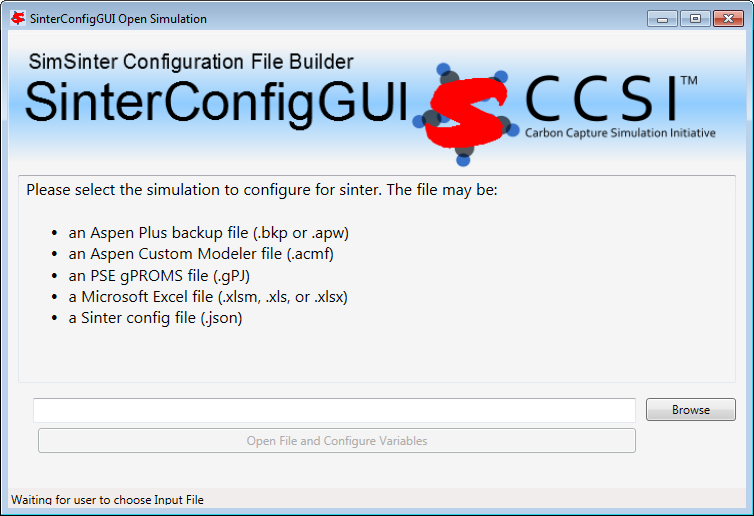 SinterConfigGUI Open Simulation
SimSinter Configuration File Builder
SinterConfigGUI
CCSI™
Carbon Capture Simulation Initiative
Please select the simulation to configure for sinter. The file may be:
• an Aspen Plus backup file (.bkp or .apw)
• an Aspen Custom Modeler file (.acmf)
• an PSE gPROMS file (.gPJ)
• a Microsoft Excel file (.xlsm, .xls, or .xlsx)
• a Sinter config file (.json)
Browse
Open File and Configure Variables
Waiting for user to choose Input File